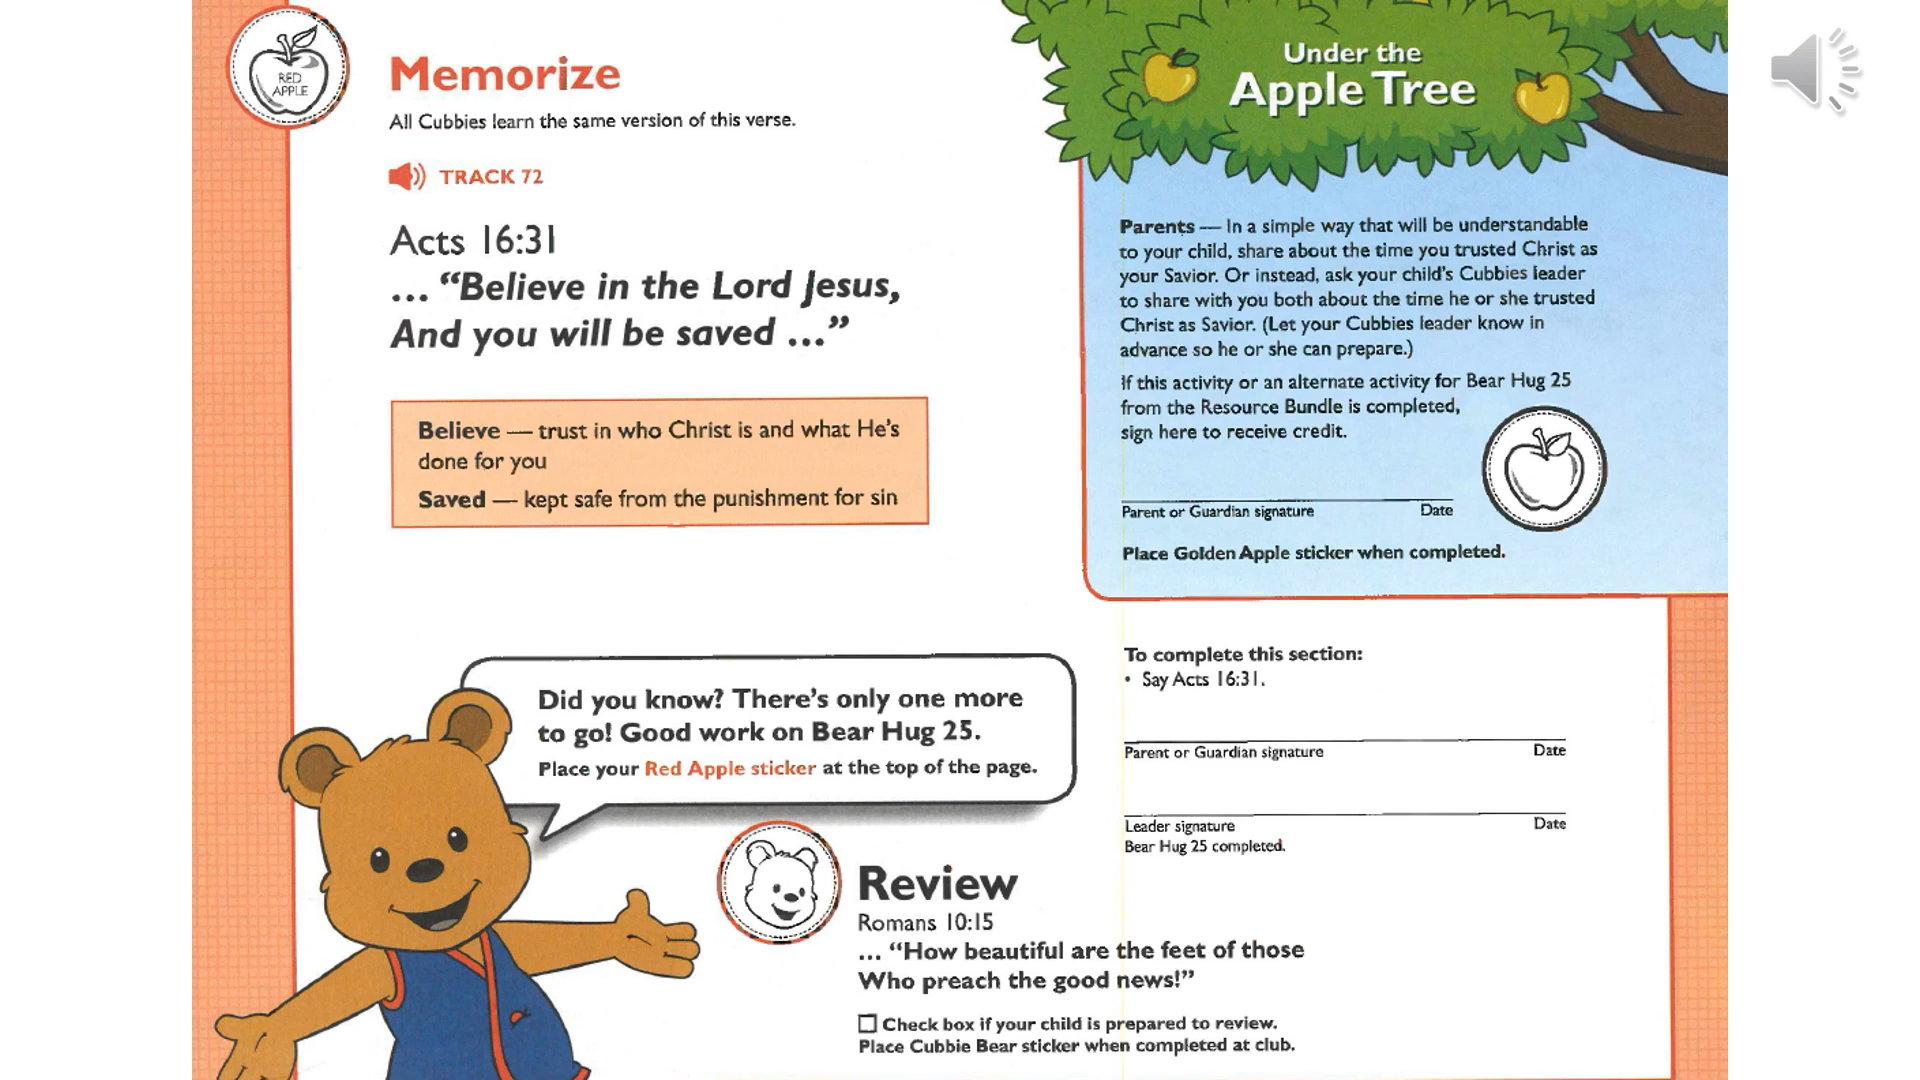 RED
APPLE
Memorize
All Cubbies learn the same version of this verse.
TRACK 72
Acts 16:31
... “Believe in the Lord Jesus,
And you will be saved ...”
Believe — trust in who Christ is and what He's
done for you
Saved — kept safe from the punishment for sin
Under the
Apple Tree
Parents — In a simple way that will be understandable
to your child, share about the time you trusted Christ as
your Savior. Or instead, ask your child's Cubbies leader
to share with you both about the time he or she trusted
Christ as Savior. (Let your Cubbies leader know in
advance so he or she can prepare.)
If this activity or an alternate activity for Bear Hug 25
from the Resource Bundle is completed,
sign here to receive credit.
Parent or Guardian signature Date
Place Golden Apple sticker when completed.
Did you know? There's only one more
to go! Good work on Bear Hug 25.
Place your Red Apple sticker at the top of the page.
To complete this section:
• Say Acts 16:31.
Parent or Guardian signature Date
Leader signature Date
Bear Hug 25 completed.
Review
Romans 10:15
... “How beautiful are the feet of those
Who preach the good news!”
Check box if your child is prepared to review.
Place Cubbie Bear sticker when completed at club.